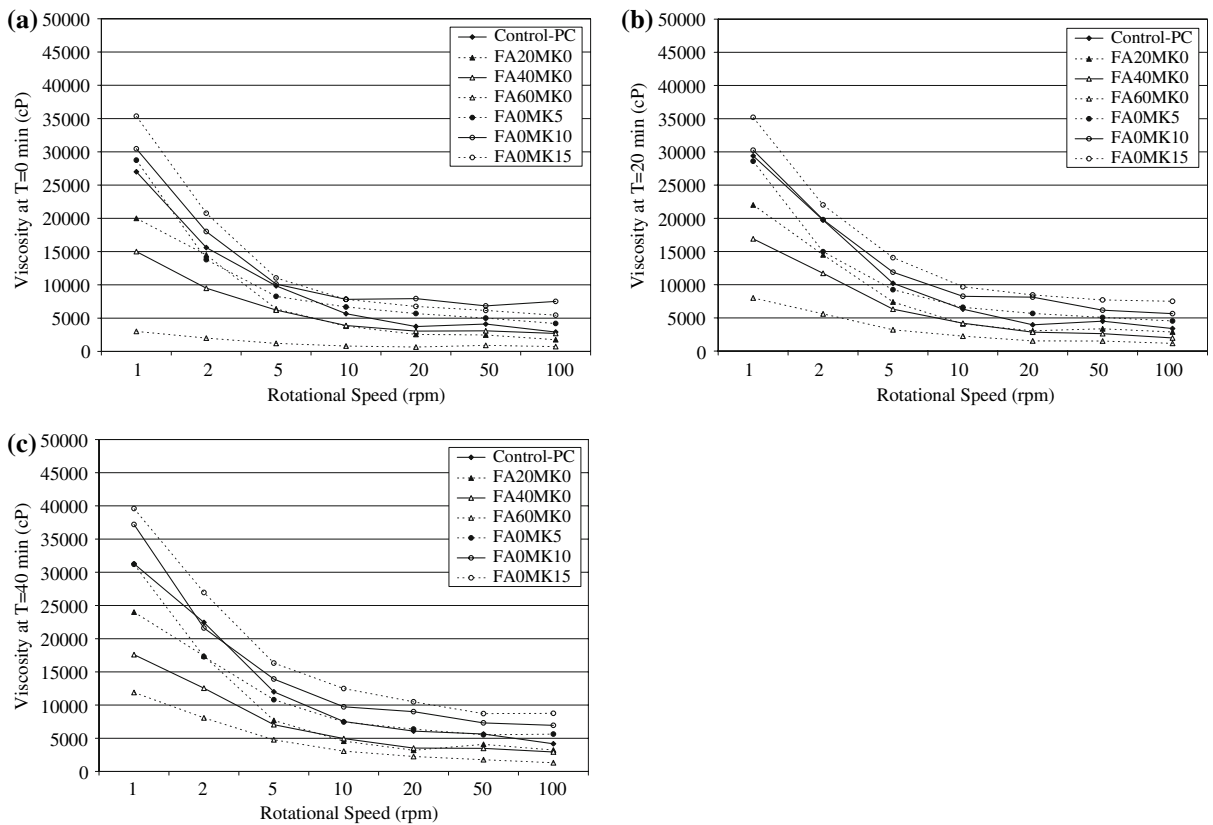 (a)
Viscosity at T=0 min (cP)
50000
45000
40000
35000
30000
25000
20000
15000
10000
5000
0
Control-PC
FA20MK0
FA40MK0
FA60MK0
FA0MK5
FA0MK10
FA0MK15
1 2 5 10 20 50 100
Rotational Speed (rpm)
(b)
Viscosity at T=20 min (cP)
50000
45000
40000
35000
30000
25000
20000
15000
10000
5000
0
Control-PC
FA20MK0
FA40MK0
FA60MK0
FA0MK5
FA0MK10
FA0MK15
1 2 5 10 20 50 100
Rotational Speed (rpm)
(c)
Viscosity at T=40 min (cP)
50000
45000
40000
35000
30000
25000
20000
15000
10000
5000
0
Control-PC
FA20MK0
FA40MK0
FA60MK0
FA0MK5
FA0MK10
FA0MK15
1 2 5 10 20 50 100
Rotational Speed (rpm)